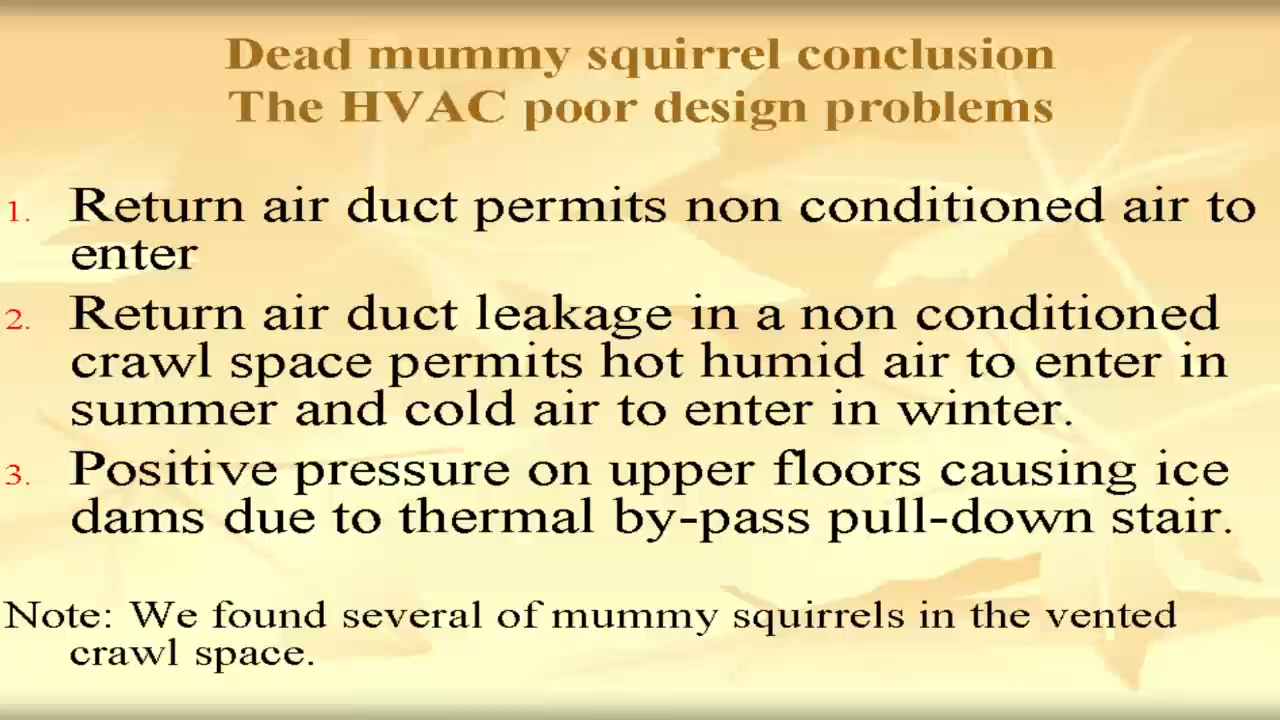 Dead mummy squirrel conclusion
The HVAC poor design problems
1. Return air duct permits non conditioned air to
enter
2. Return air duct leakage in a non conditioned
crawl space permits hot humid air to enter in
summer and cold air to enter in winter.
3. Positive pressure on upper floors causing ice
dams due to thermal by-pass pull-down stair.
Note: We found several of mummy squirrels in the vented
crawl space.